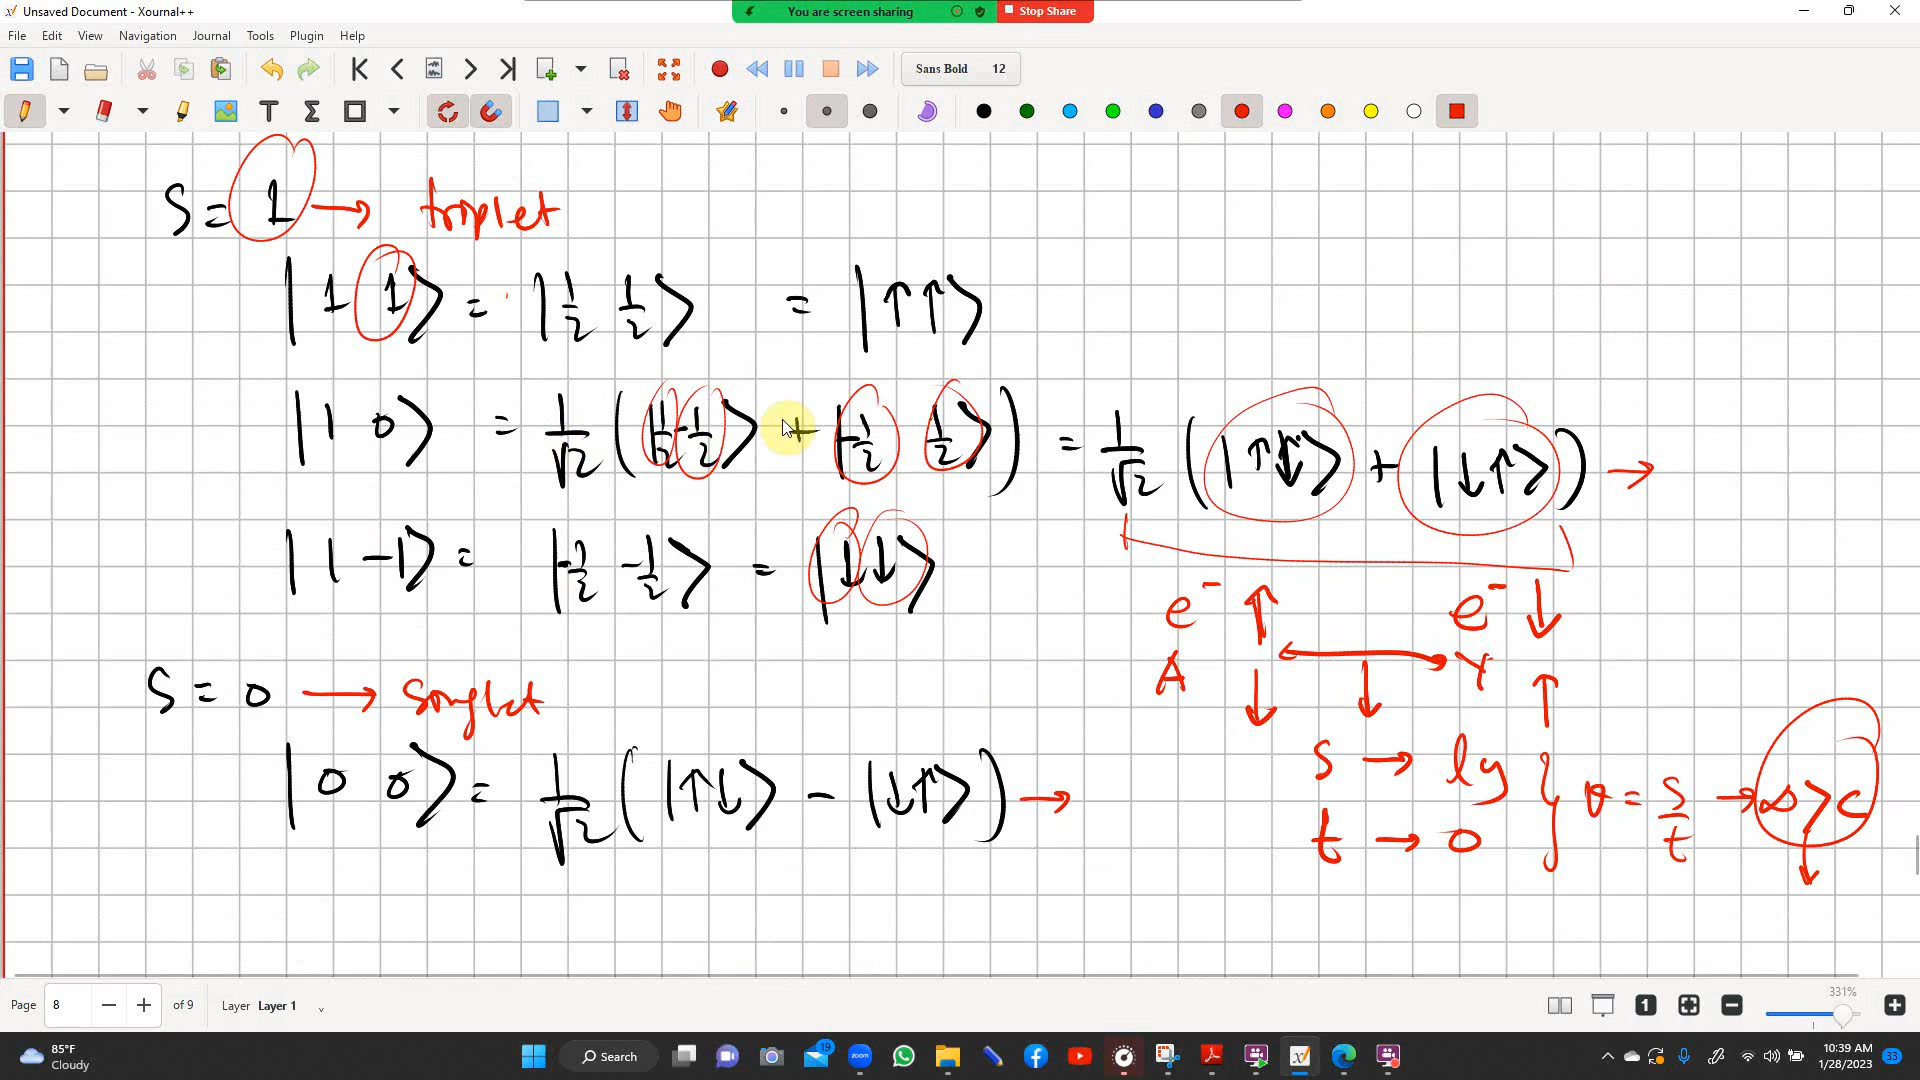 Unsaved Document - Xournal++
You are screen sharing
Stop Share
File Edit View Navigation Journal Tools Plugin Help
Sans Bold 12
S = 1 → triplet
|1 1> = |1/2 1/2> = |↑↑>
|1 0> = 1/√2 (|1/2 -1/2> + |-1/2 1/2>) = 1/√2 (|↑↓> + |↓↑>) →
|1 -1> = |-1/2 -1/2> = |↓↓>
e⁻ ↑ e⁻ ↓
A ↓ ↔ ↓ Y ↑
S = 0 → Singlet
|0 0> = 1/√2 (|↑↓> - |↓↑>) →
s → ly
t → 0
} v = s/t → ∞ > c
Page 8 of 9 Layer Layer 1
331%
85°F
Cloudy
Search
19
zoom
10:39 AM
1/28/2023
33